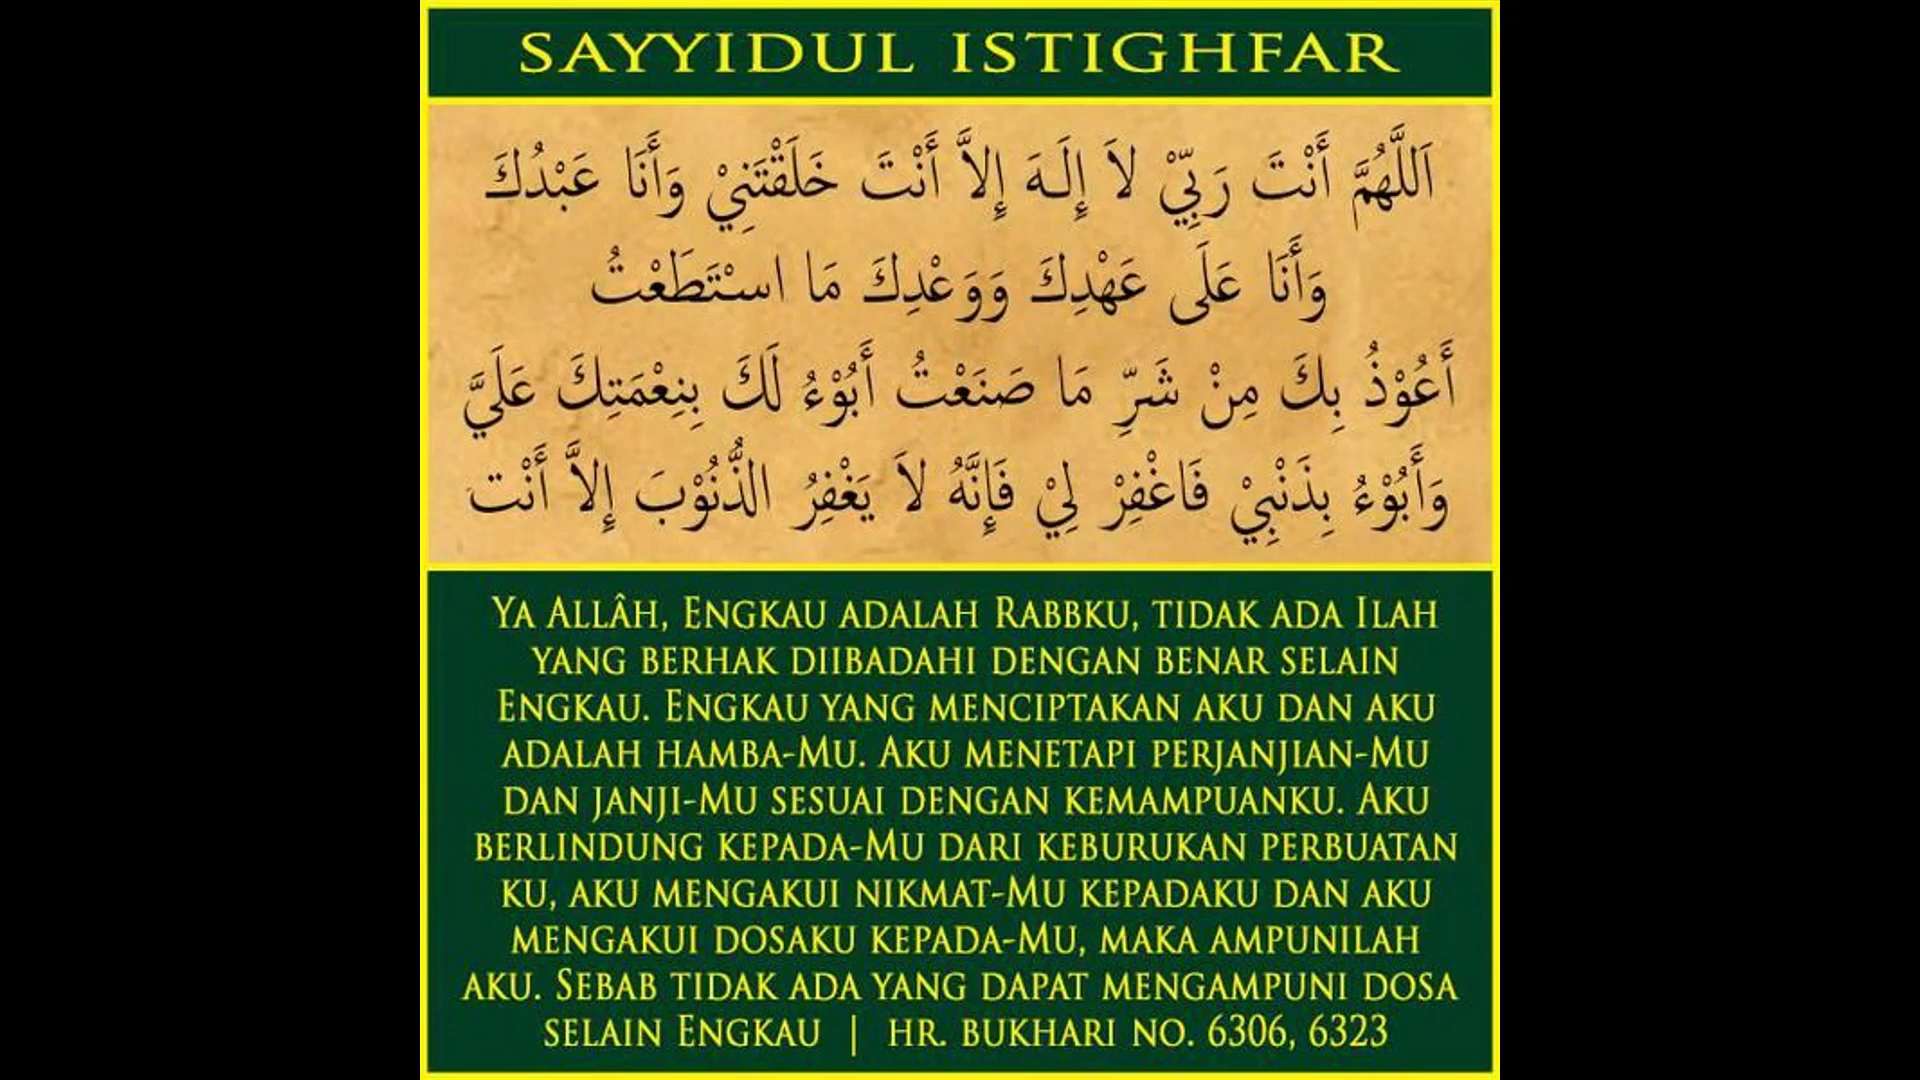 SAYYIDUL ISTIGHFAR
اَللَّهُمَّ أَنْتَ رَبِّيْ لاَ إِلَـهَ إِلاَّ أَنْتَ خَلَقْتَنِيْ وَأَنَا عَبْدُكَ
وَأَنَا عَلَى عَهْدِكَ وَوَعْدِكَ مَا اسْتَطَعْتُ
أَعُوْذُ بِكَ مِنْ شَرِّ مَا صَنَعْتُ أَبُوْءُ لَكَ بِنِعْمَتِكَ عَلَيَّ
وَأَبُوْءُ بِذَنْبِيْ فَاغْفِرْ لِيْ فَإِنَّهُ لاَ يَغْفِرُ الذُّنُوْبَ إِلاَّ أَنْتَ
YA ALLÂH, ENGKAU ADALAH RABBKU, TIDAK ADA ILAH
YANG BERHAK DIIBADAHI DENGAN BENAR SELAIN
ENGKAU. ENGKAU YANG MENCIPTAKAN AKU DAN AKU
ADALAH HAMBA-MU. AKU MENETAPI PERJANJIAN-MU
DAN JANJI-MU SESUAI DENGAN KEMAMPUANKU. AKU
BERLINDUNG KEPADA-MU DARI KEBURUKAN PERBUATAN
KU, AKU MENGAKUI NIKMAT-MU KEPADAKU DAN AKU
MENGAKUI DOSAKU KEPADA-MU, MAKA AMPUNILAH
AKU. SEBAB TIDAK ADA YANG DAPAT MENGAMPUNI DOSA
SELAIN ENGKAU | HR. BUKHARI NO. 6306, 6323